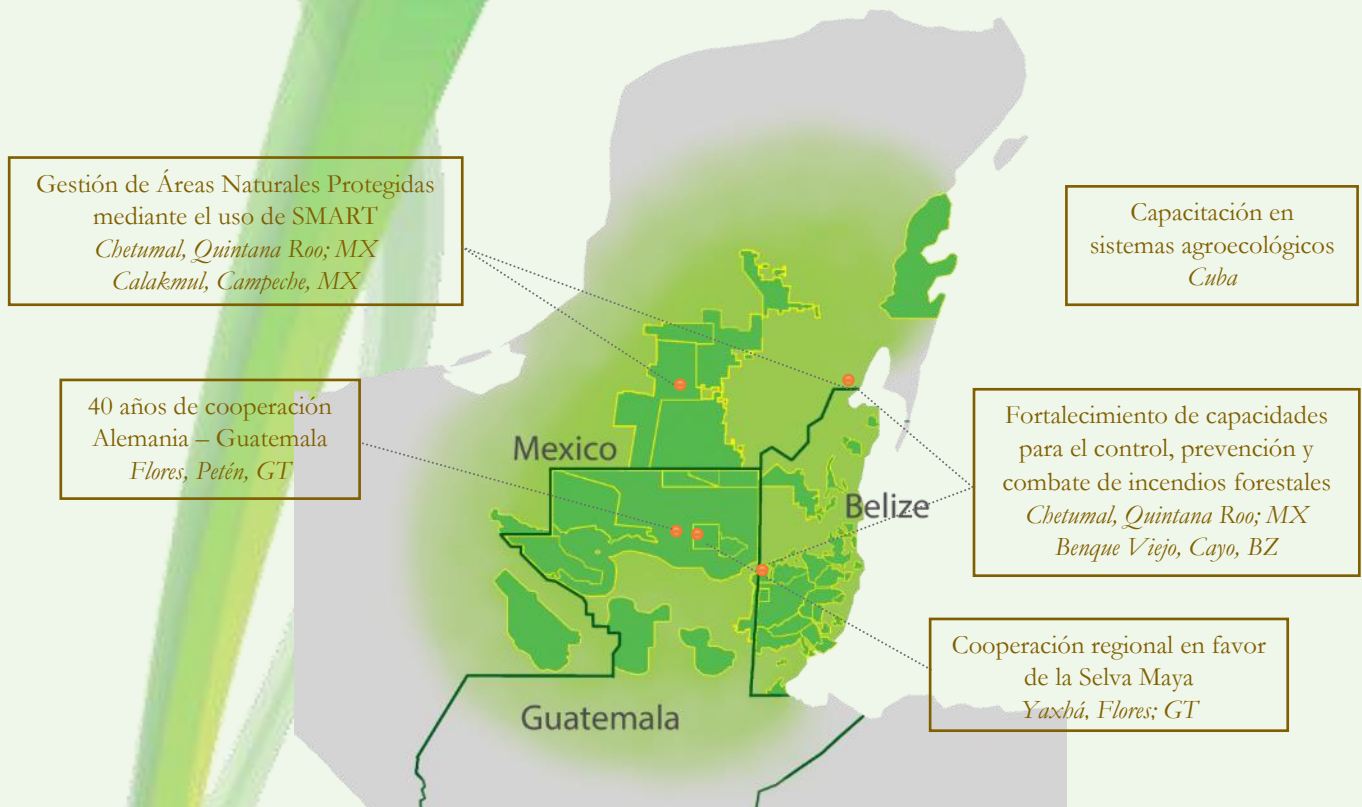 Gestión de Áreas Naturales Protegidas
mediante el uso de SMART
Chetumal, Quintana Roo; MX
Calakmul, Campeche, MX
Capacitación en
sistemas agroecológicos
Cuba
40 años de cooperación
Alemania – Guatemala
Flores, Petén, GT
Fortalecimiento de capacidades
para el control, prevención y
combate de incendios forestales
Chetumal, Quintana Roo; MX
Benque Viejo, Cayo, BZ
Mexico
Belize
Cooperación regional en favor
de la Selva Maya
Yaxhá, Flores; GT
Guatemala